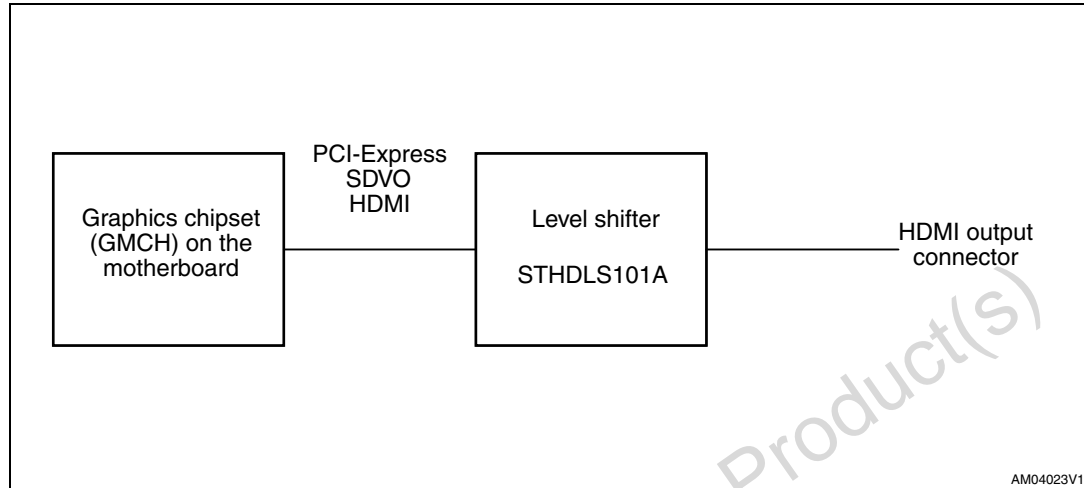 Graphics chipset
(GMCH) on the
motherboard
PCI-Express
SDVO
HDMI
Level shifter
STHDLS101A
HDMI output
connector
Product(s)
AM04023V1